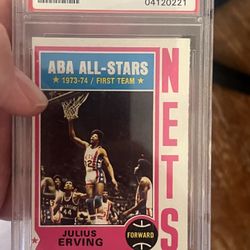 04120221
ABA ALL-STARS
1973-74 / FIRST TEAM
NETS
JULIUS
ERVING
FORWARD